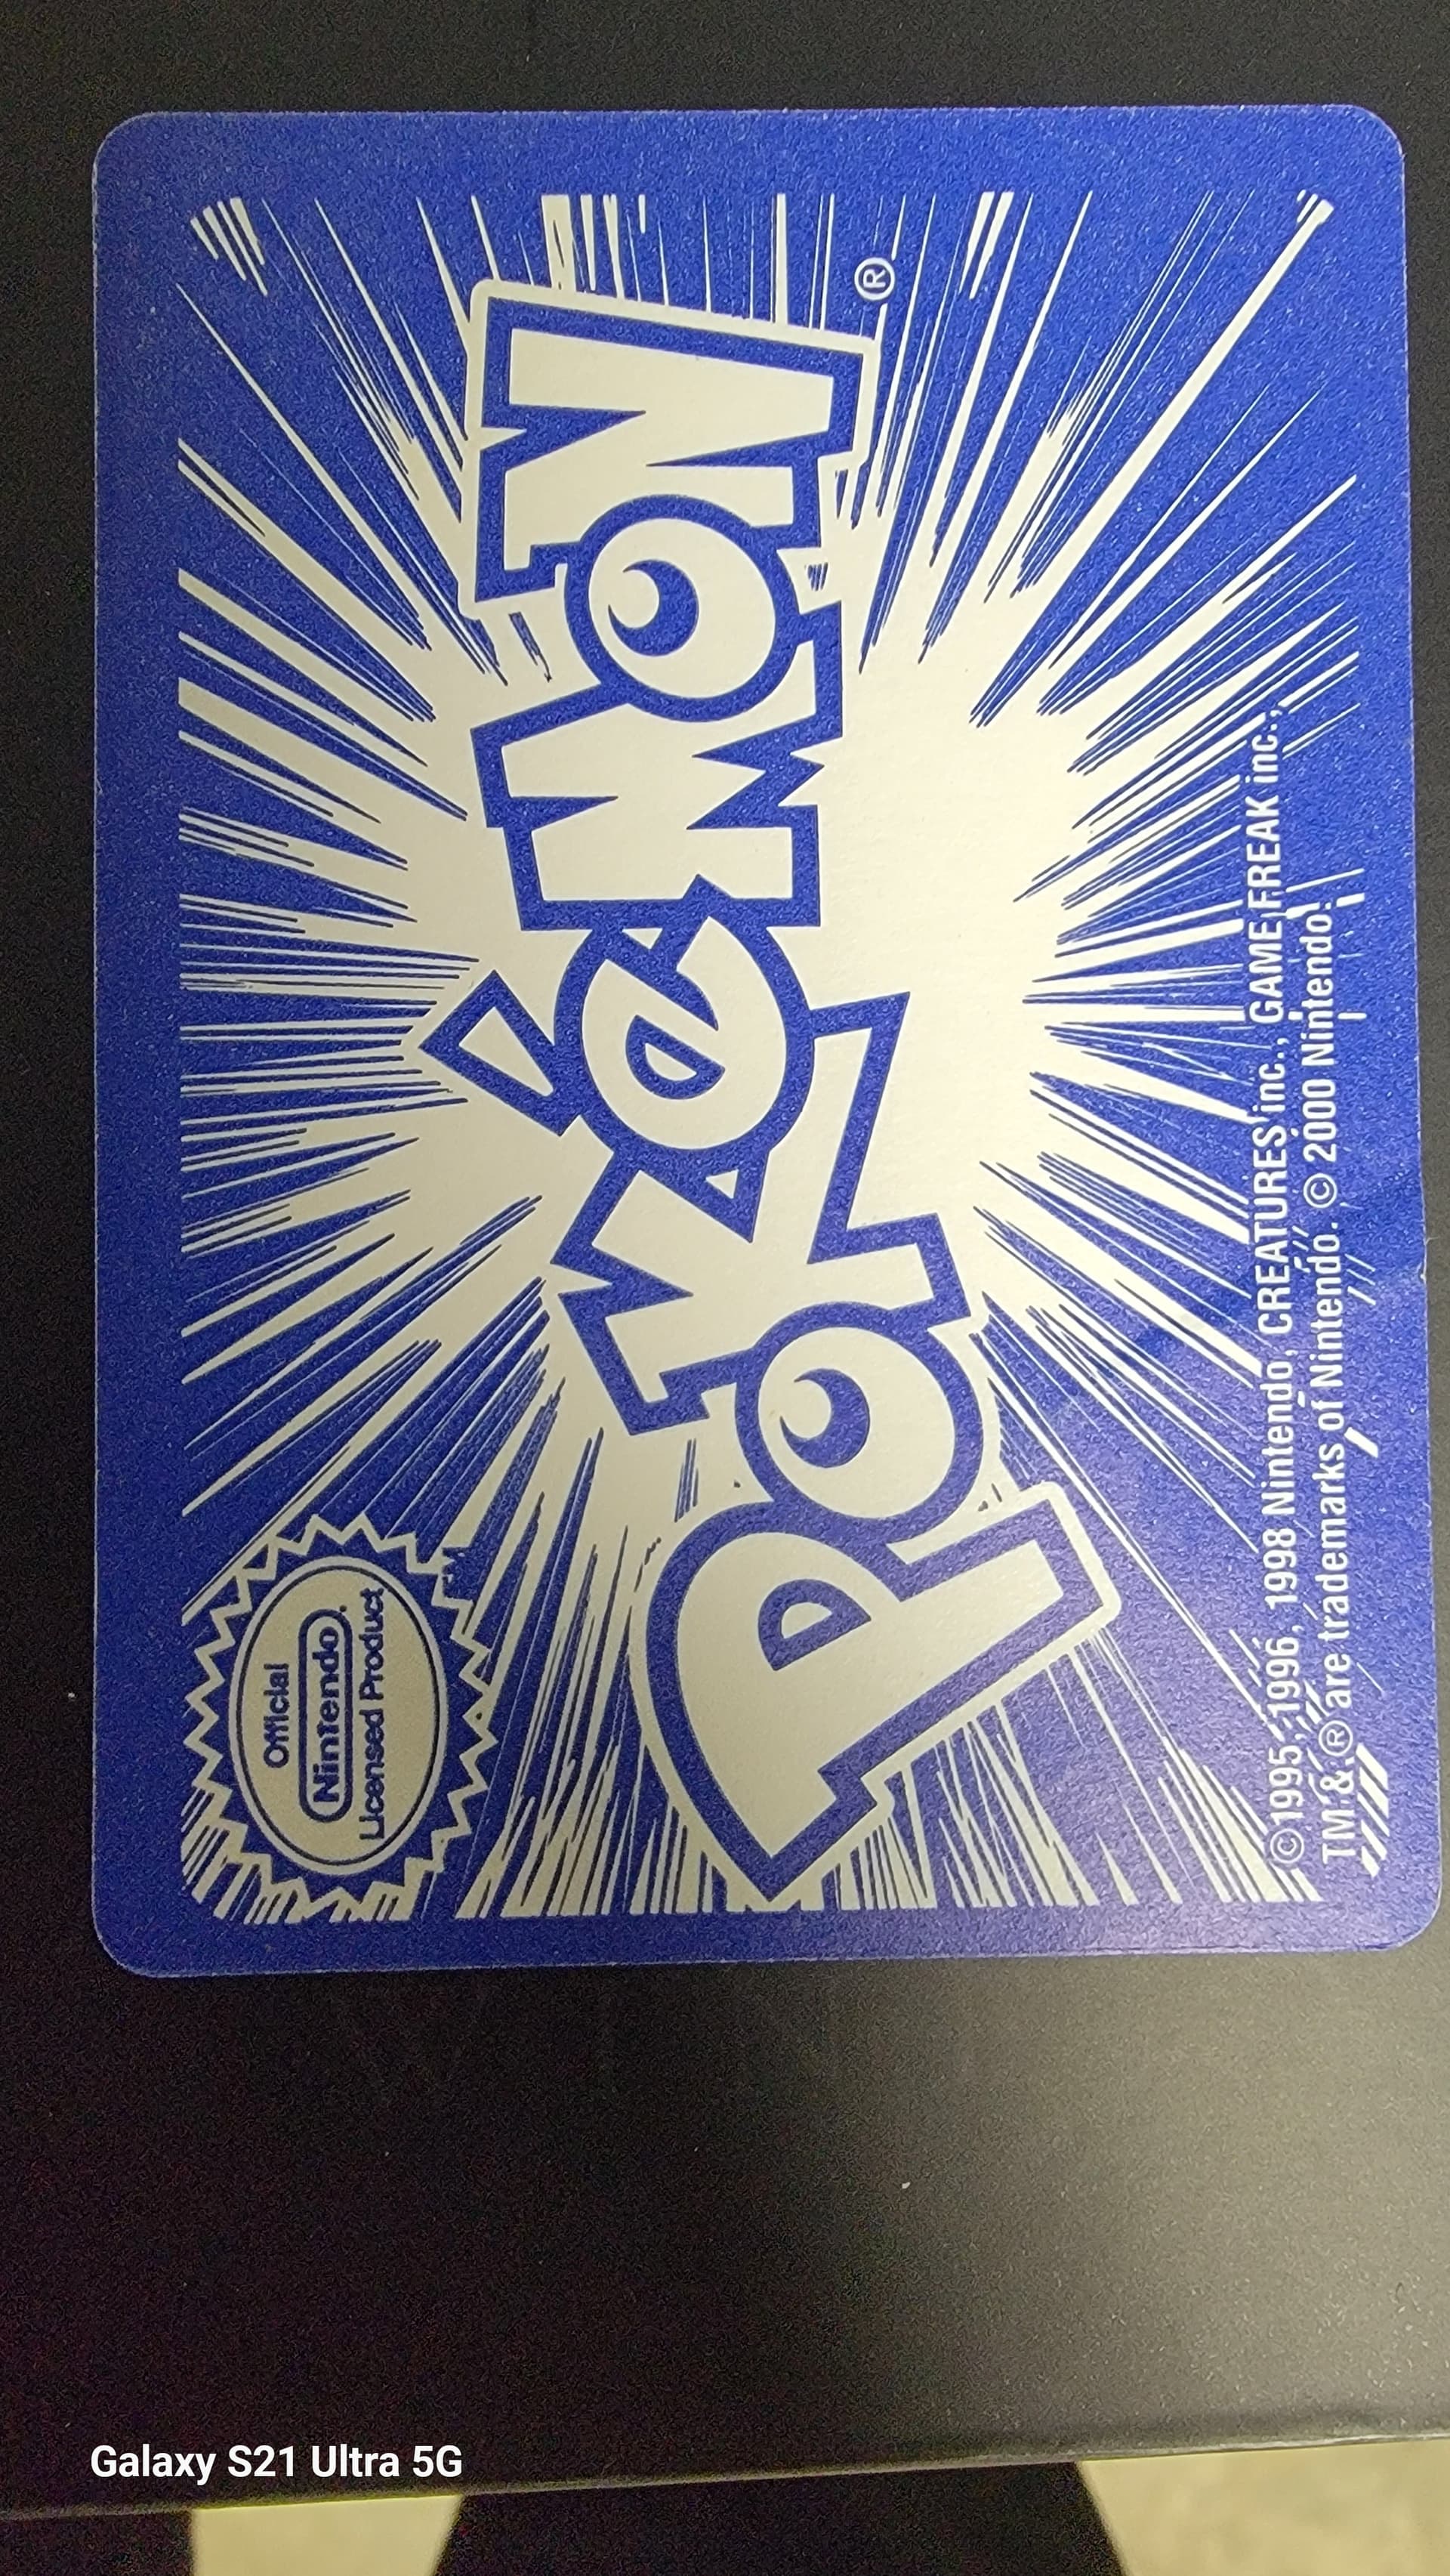 Official
Nintendo®
Licensed Product
POKéMON®
©1995, 1996, 1998 Nintendo, CREATURES inc., GAME FREAK inc.,
TM & ® are trademarks of Nintendo. © 2000 Nintendo.
Galaxy S21 Ultra 5G